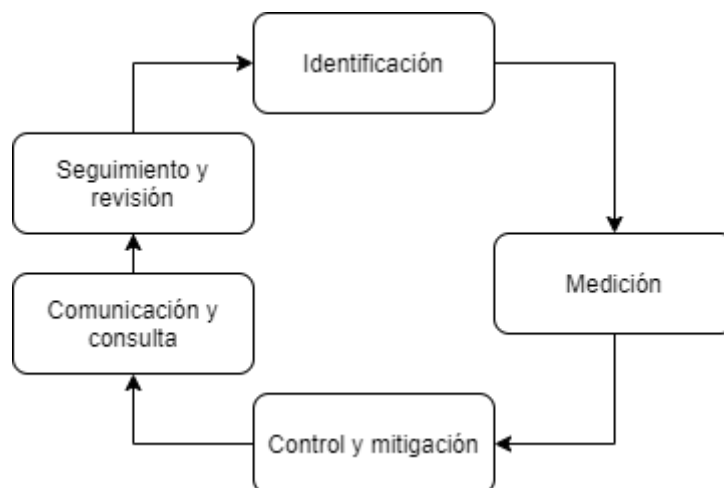 Identificación
Seguimiento y
revisión
Medición
Comunicación y
consulta
Control y mitigación